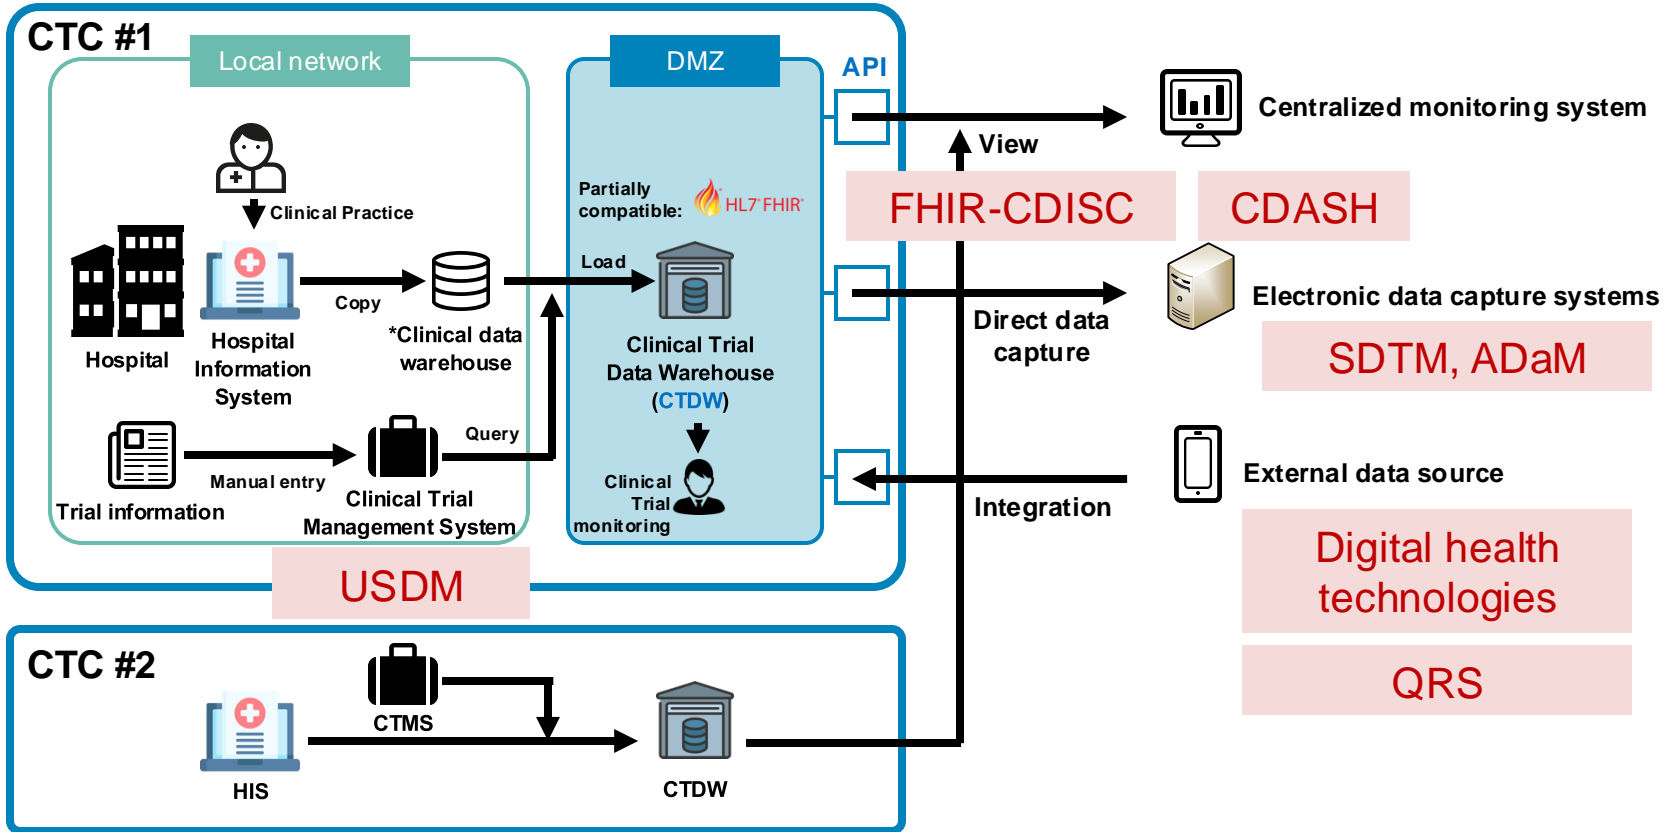 CTC #1
Local network
DMZ
API
Centralized monitoring system
View
Clinical Practice
Partially
compatible:
HL7® FHIR®
FHIR-CDISC
CDASH
Load
Copy
Hospital
Hospital
Information
System
*Clinical data
warehouse
Clinical Trial
Data Warehouse
(CTDW)
Direct data
capture
Electronic data capture systems
SDTM, ADaM
Query
Manual entry
Trial information
Clinical Trial
Management System
Clinical
Trial
monitoring
External data source
Integration
Digital health
technologies
USDM
QRS
CTC #2
CTMS
HIS
CTDW